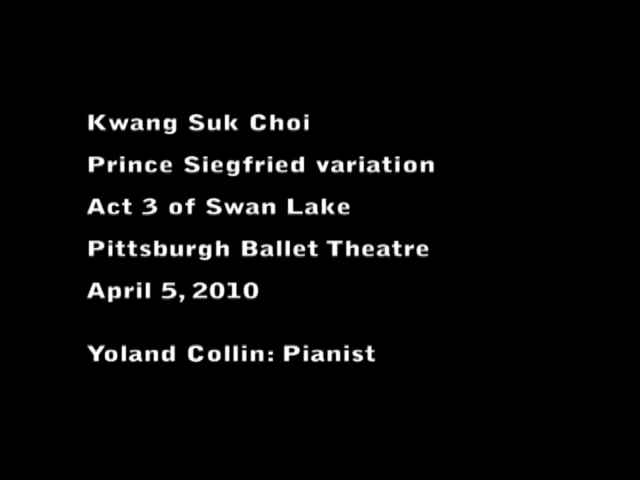 Kwang Suk Choi
Prince Siegfried variation
Act 3 of Swan Lake
Pittsburgh Ballet Theatre
April 5, 2010
Yoland Collin: Pianist